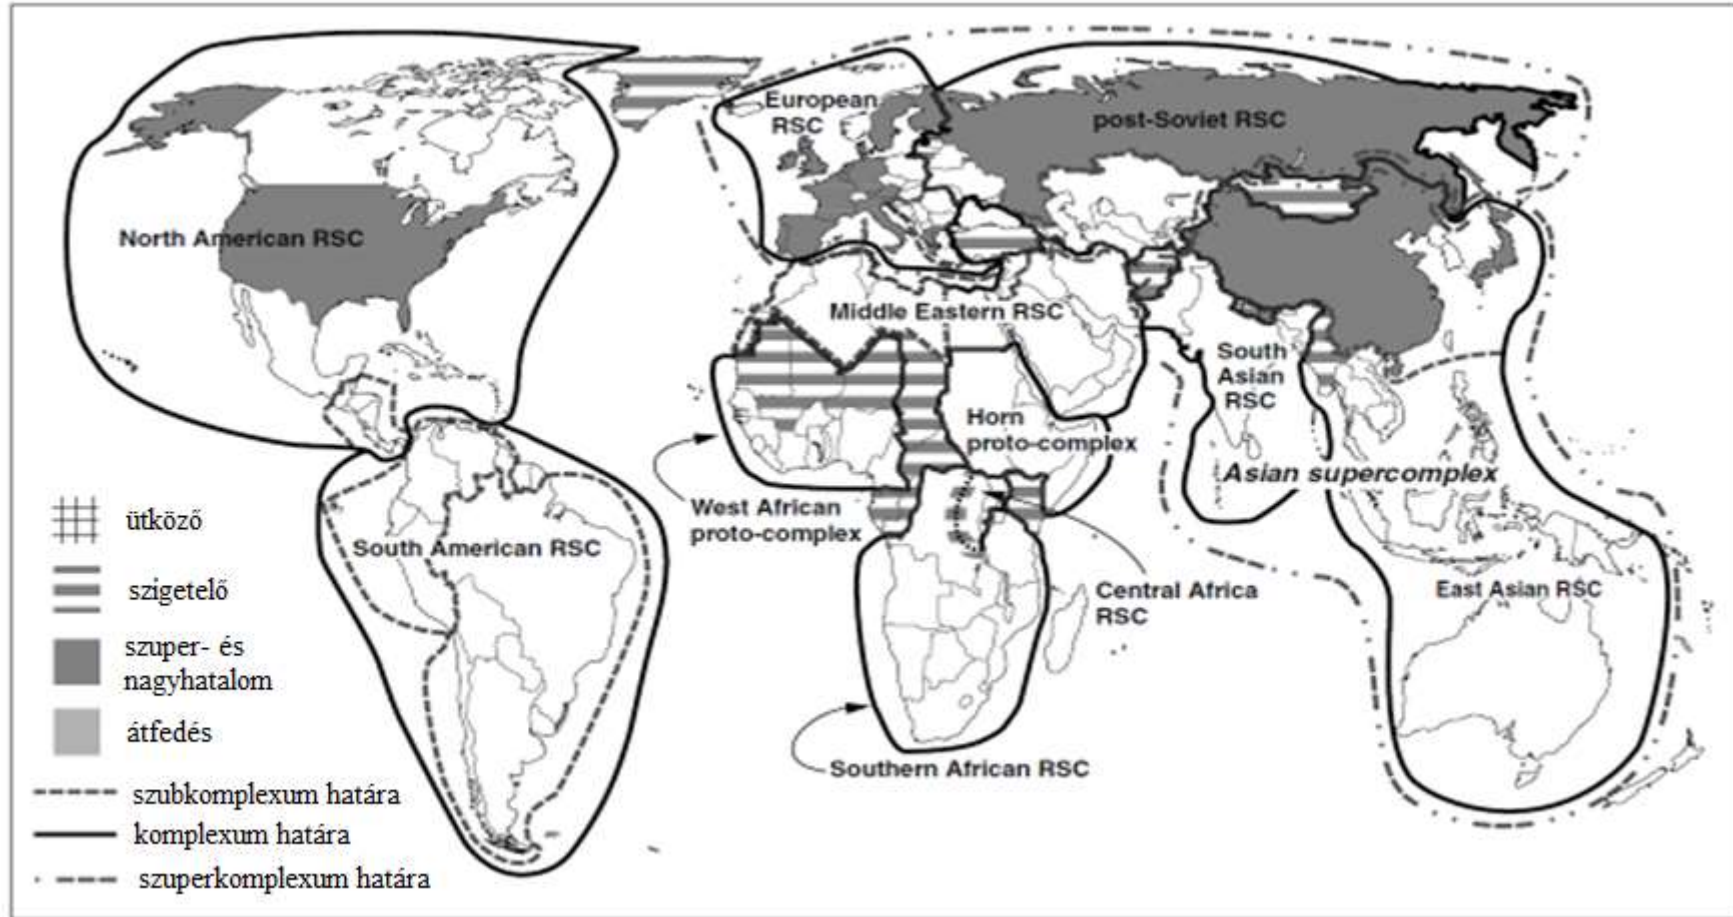 European
RSC
post-Soviet RSC
North American RSC
Middle Eastern RSC
South
Asian
RSC
Horn
proto-complex
Asian supercomplex
West African
proto-complex
South American RSC
Central Africa
RSC
East Asian RSC
Southern African RSC
ütköző
szigetelő
szuper- és
nagyhatalom
átfedés
szubkomplexum határa
komplexum határa
szuperkomplexum határa